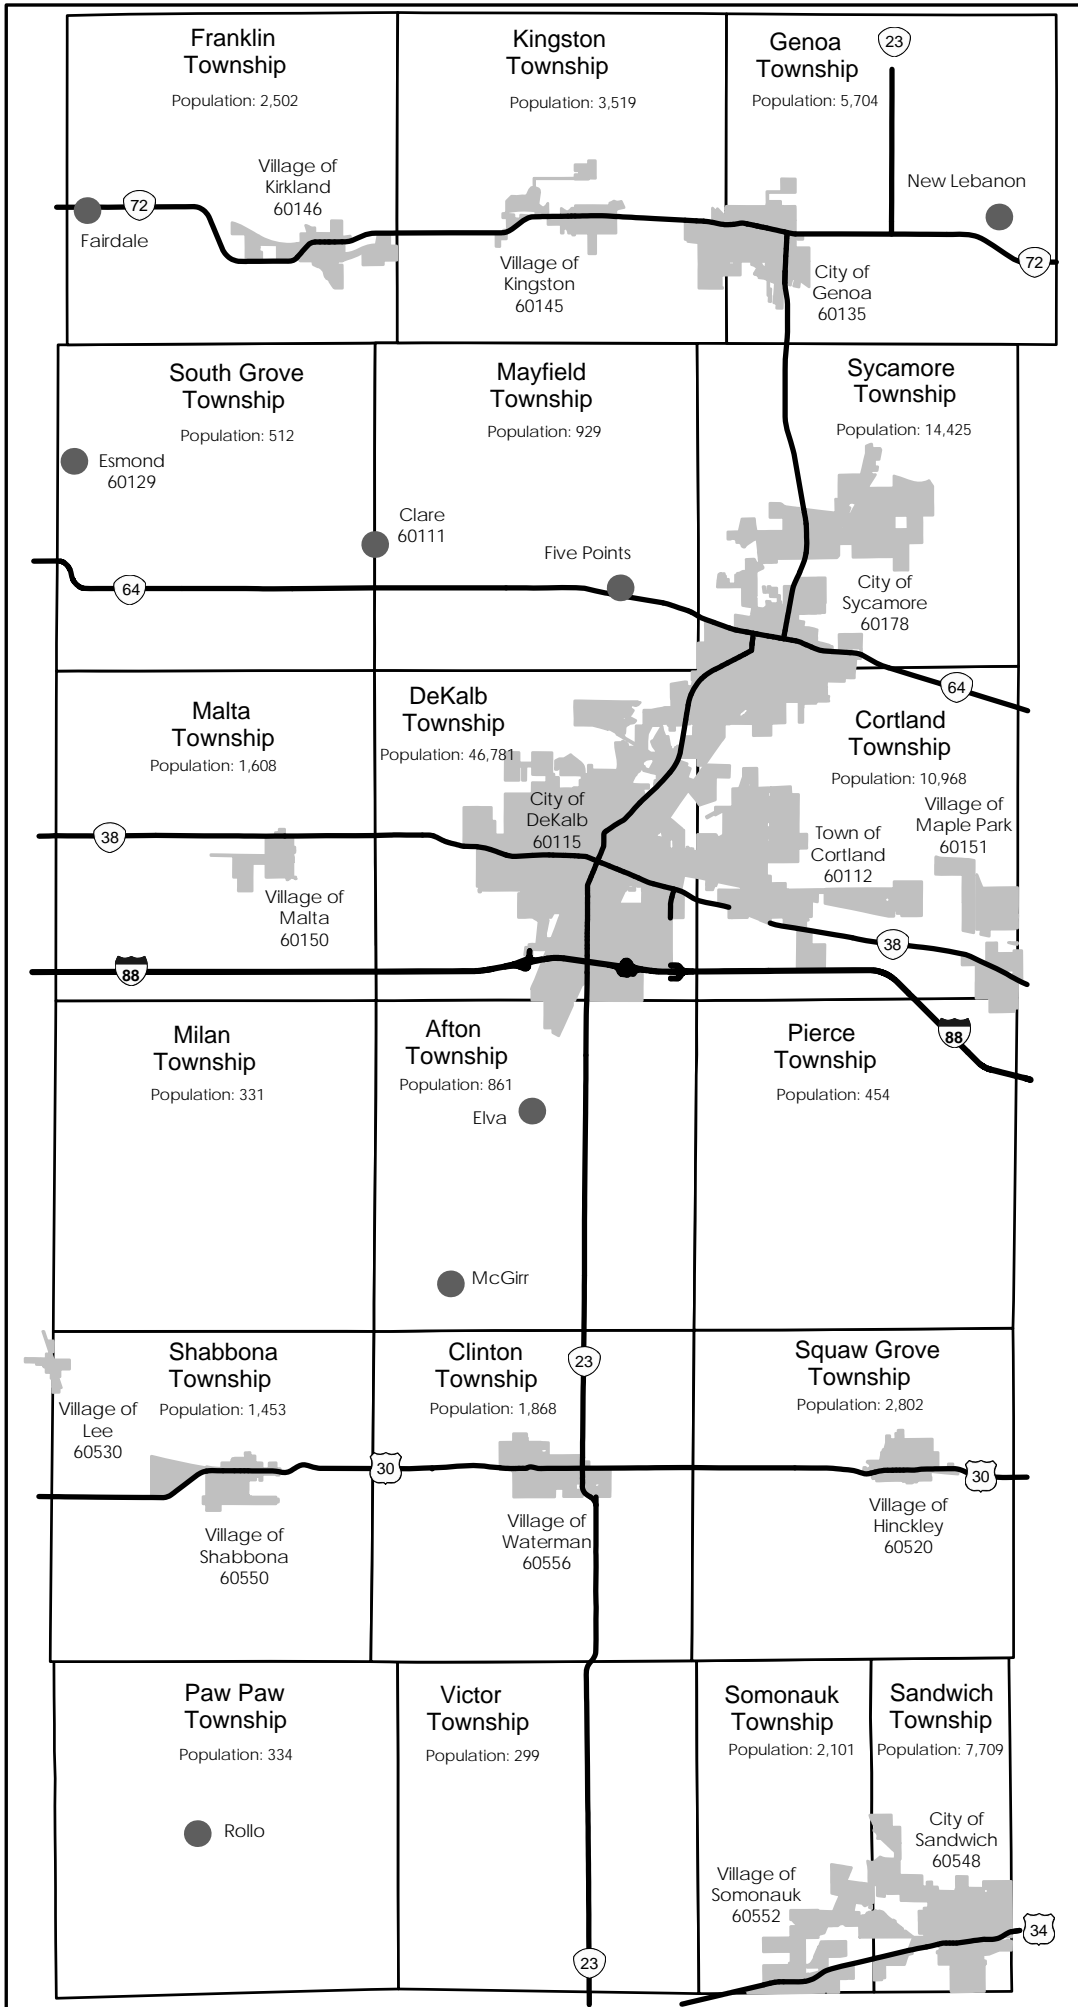 Franklin
Township
Population: 2,502
Kingston
Township
Population: 3,519
Genoa
Township
Population: 5,704
23
Village of
Kirkland
60146
72
Fairdale
Village of
Kingston
60145
New Lebanon
City of
Genoa
60135
72
South Grove
Township
Population: 512
Esmond
60129
Mayfield
Township
Population: 929
Clare
60111
Five Points
Sycamore
Township
Population: 14,425
City of
Sycamore
60178
64
64
Malta
Township
Population: 1,608
38
Village of
Malta
60150
88
DeKalb
Township
Population: 46,781
City of
DeKalb
60115
Cortland
Township
Population: 10,968
Village of
Maple Park
60151
Town of
Cortland
60112
38
88
Milan
Township
Population: 331
Afton
Township
Population: 861
Elva
McGirr
Pierce
Township
Population: 454
Shabbona
Township
Population: 1,453
Village of
Lee
60530
Village of
Shabbona
60550
30
Clinton
Township
Population: 1,868
23
Village of
Waterman
60556
Squaw Grove
Township
Population: 2,802
30
Village of
Hinckley
60520
Paw Paw
Township
Population: 334
Rollo
Victor
Township
Population: 299
23
Somonauk
Township
Population: 2,101
Village of
Somonauk
60552
Sandwich
Township
Population: 7,709
City of
Sandwich
60548
34